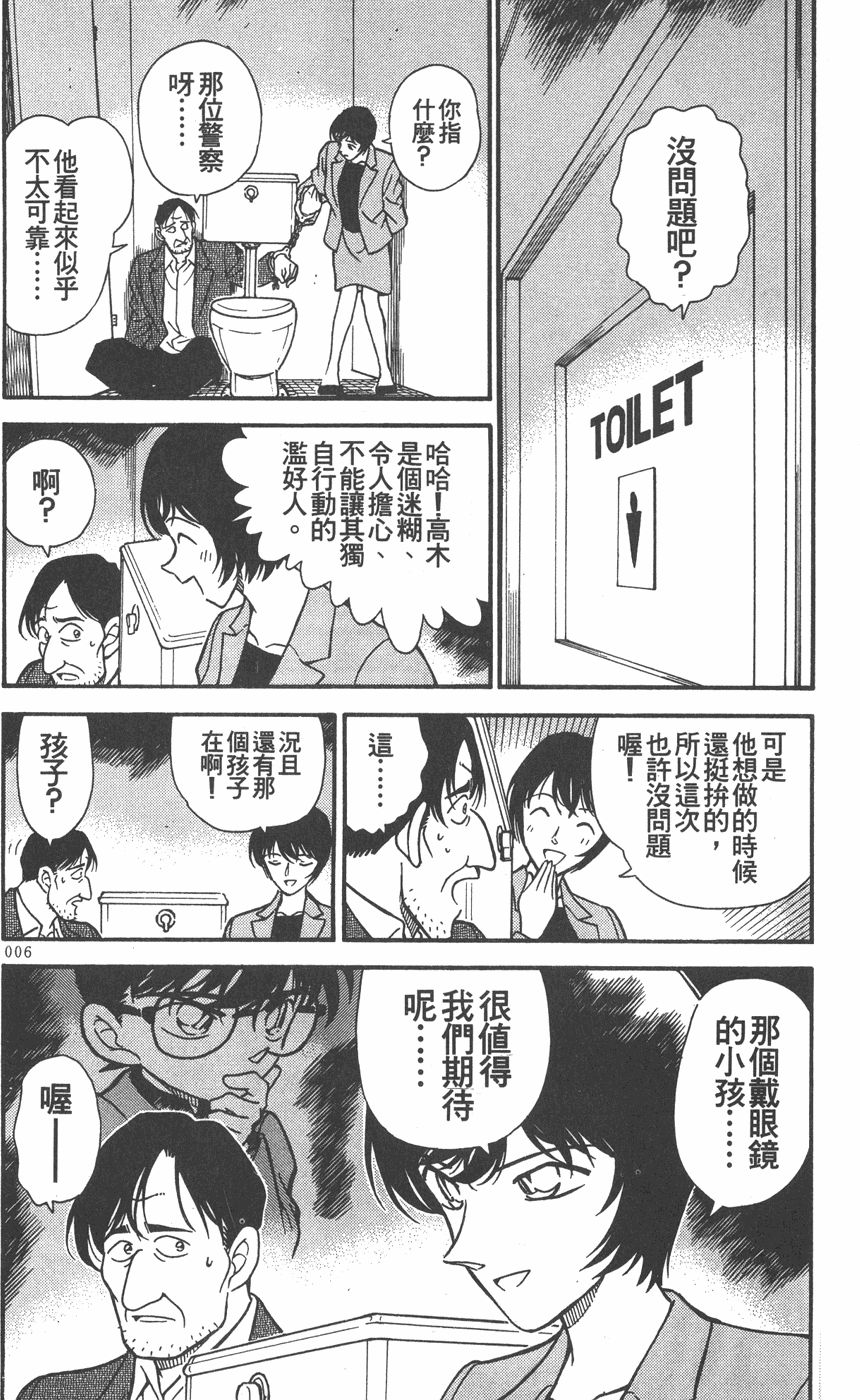 沒問題吧？
TOILET
你指
什麼？
那位警察
呀……
他看起來似乎
不太可靠……
哈哈！高木
是個迷糊、
令人擔心、
不能讓其獨
自行動的
濫好人。
啊？
可是
他想做的時候
還挺拚的，
所以這次
也許沒問題
喔！
這……
況且
還有那
個孩子
在啊！
孩子？
006
那個戴眼鏡
的小孩……
很值得
我們期待
呢……
喔——